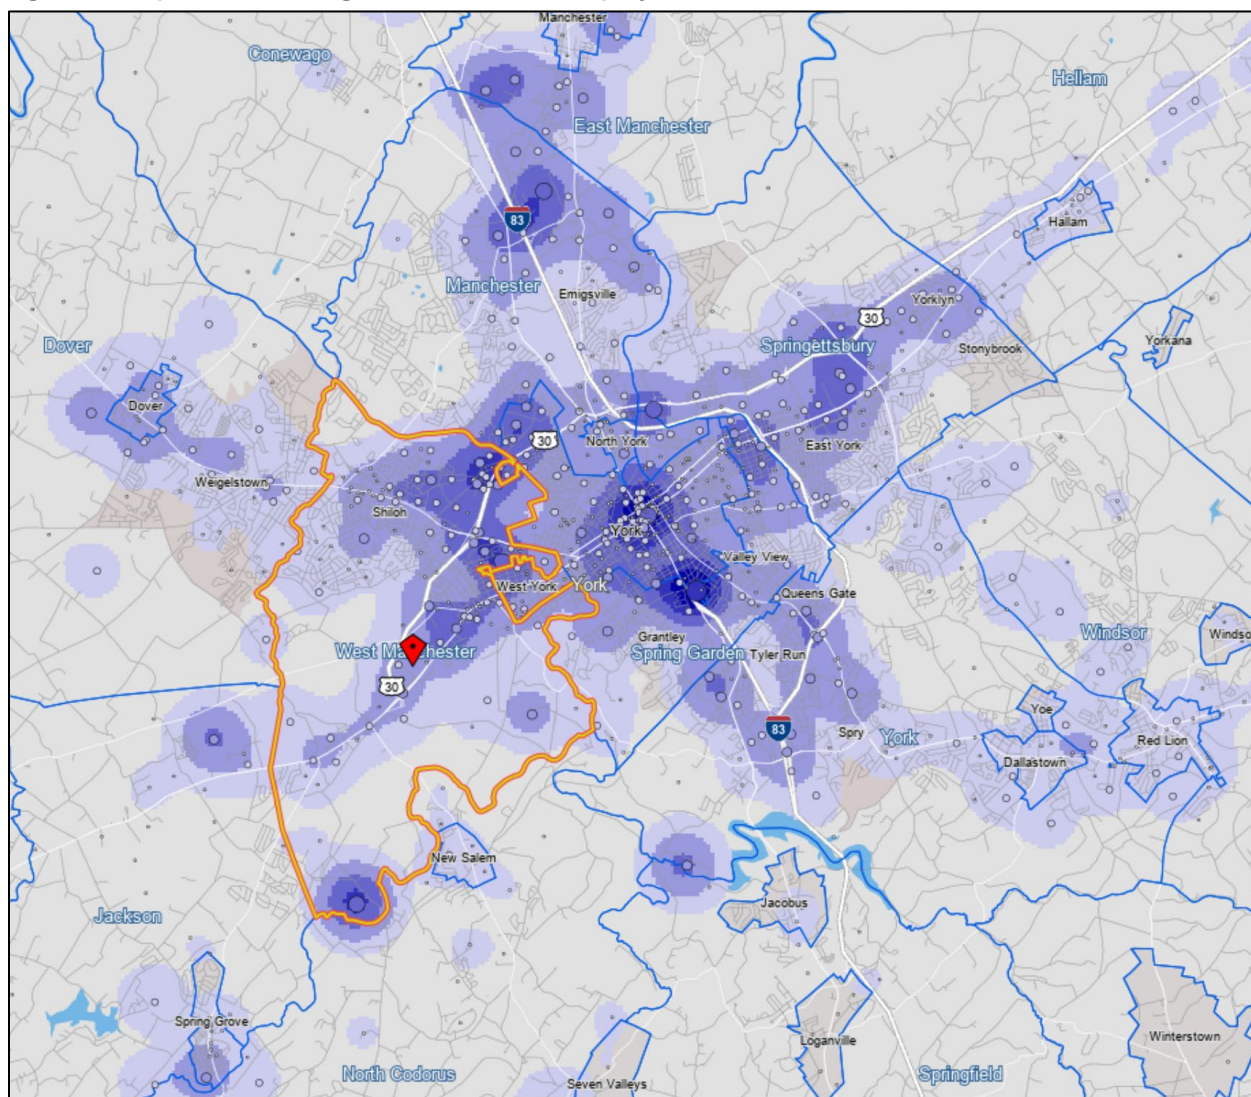 Manchester
Conewago
Hellam
East Manchester
83
Hallam
Manchester
Emigsville
Yorklyn
30
Dover
Springettsbury
Stonybrook
Yorkana
Dover
30
North York
East York
Weigelstown
Shiloh
York
Valley View
West York
York
Queens Gate
Grantley
Windsor
Windso
West Manchester
Spring Garden
Tyler Run
30
Yoe
83
Spry
York
Red Lion
Dallastown
New Salem
Jacobus
Jackson
Spring Grove
Winterstown
Loganville
North Codorus
Springfield
Seven Valleys